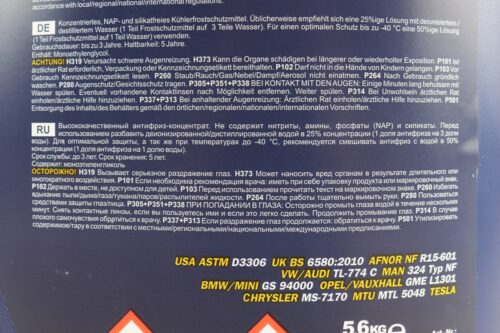 accordance with local/regional/national/international regulations.
DE
Konzentriertes, NAP- und silikatfreies Kühlerfrostschutzmittel. Üblicherweise empfiehlt sich eine 25%ige Lösung mit deionisiertem /
destilliertem Wasser (1 Teil Frostschutzmittel auf 3 Teile Wasser). Für einen optimalen Schutz bis zu -40 °C eine 50%ige Lösung
(1 Teil Frostschutzmittel auf 1 Teil Wasser) verwenden.
Gebrauchsdauer: bis zu 3 Jahre. Haltbarkeit: 5 Jahre.
Enthält: Monoethylenglycol.
ACHTUNG! H319 Verursacht schwere Augenreizung. H373 Kann die Organe schädigen bei längerer oder wiederholter Exposition. P101 Ist
ärztlicher Rat erforderlich, Verpackung oder Kennzeichnungsetikett bereithalten. P102 Darf nicht in die Hände von Kindern gelangen. P103 Vor
Gebrauch Kennzeichnungsetikett lesen. P260 Staub/Rauch/Gas/Nebel/Dampf/Aerosol nicht einatmen. P264 Nach Gebrauch gründlich
waschen. P280 Augenschutz/Gesichtsschutz tragen. P305+P351+P338 BEI KONTAKT MIT DEN AUGEN: Einige Minuten lang behutsam mit
Wasser spülen. Eventuell vorhandene Kontaktlinsen nach Möglichkeit entfernen. Weiter spülen. P314 Bei Unwohlsein ärztlichen Rat
einholen/ärztliche Hilfe hinzuziehen. P337+P313 Bei anhaltender Augenreizung: Ärztlichen Rat einholen/ärztliche Hilfe hinzuziehen. P501
Entsorgung des Inhalts / des Behälters gemäß den örtlichen/regionalen/nationalen/internationalen Vorschriften.
RU
Высококачественный антифриз-концентрат. Не содержит нитриты, амины, фосфаты (NAP) и силикаты. Перед
использованием разбавить деионизированной/дистиллированной водой в 25% концентрации (1 доля антифриза на 3 доли
воды). Для оптимальной защиты, а так же при температурах до -40 °C, рекомендуется смешивать антифриз с водой в 50%
концентрации (1 доля антифриза на 1 долю воды).
Срок службы: до 3 лет. Срок хранения: 5 лет.
Содержит: моноэтиленгликоль
ОСТОРОЖНО! H319 Вызывает серьезное раздражение глаз. H373 Может наносить вред органам в результате длительного или
многократного воздействия. P101 Если необходима рекомендация врача: иметь при себе упаковку продукта или маркировочный знак.
P102 Держать в месте, не доступном для детей. P103 Перед использованием прочитать текст на маркировочном знаке. P260 Избегать
вдыхание пыли/дыма/газа/тумана/паров/распылителей жидкости. P264 После работы тщательно вымыть руки. P280 Пользоваться
средствами защиты глаз/лица. P305+P351+P338 ПРИ ПОПАДАНИИ В ГЛАЗА: Осторожно промыть глаза водой в течение нескольких
минут. Снять контактные линзы, если вы пользуетесь ими и если это легко сделать. Продолжить промывание глаз. P314 В случае
плохого самочувствия обратиться к врачу. P337+P313 Если раздражение глаз продолжается: обратиться к врачу. P501 Утилизировать
содержимое/тару в соответствии с местными/региональными/национальными/международными предписаниями.
USA ASTM D3306 UK BS 6580:2010 AFNOR NF R15-601
VW/AUDI TL-774 C MAN 324 Typ NF
BMW/MINI GS 94000 OPEL/VAUXHALL GME L1301
CHRYSLER MS-7170 MTU MTL 5048 TESLA
5.6KG